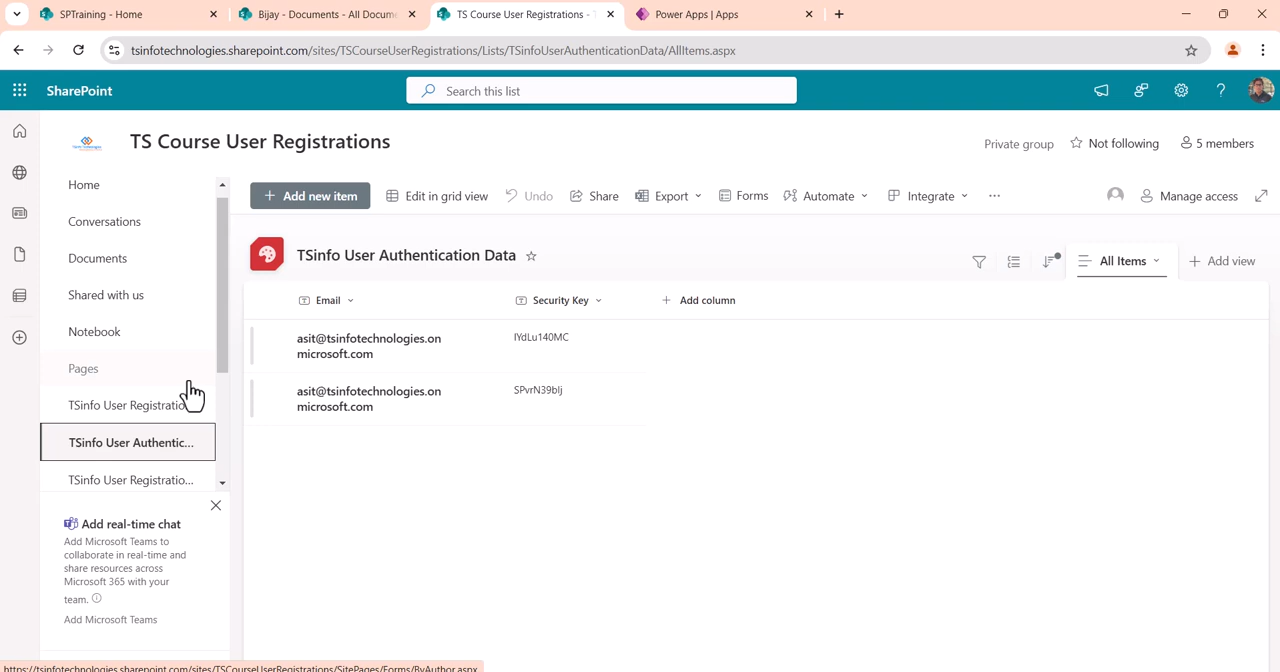 SPTraining - Home
Bijay - Documents - All Docum
TS Course User Registrations - T
Power Apps | Apps
tsinfotechnologies.sharepoint.com/sites/TSCourseUserRegistrations/Lists/TSinfoUserAuthenticationData/AllItems.aspx
SharePoint
Search this list
TS Course User Registrations
Private group
Not following
5 members
Home
Conversations
Documents
Shared with us
Notebook
Pages
TSinfo User Registratio
TSinfo User Authentic...
TSinfo User Registratio...
Add real-time chat
Add Microsoft Teams to
collaborate in real-time and
share resources across
Microsoft 365 with your
team.
Add Microsoft Teams
Add new item
Edit in grid view
Undo
Share
Export
Forms
Automate
Integrate
...
Manage access
TSinfo User Authentication Data
All Items
Add view
Email
Security Key
Add column
asit@tsinfotechnologies.on
microsoft.com
IYdLu140MC
asit@tsinfotechnologies.on
microsoft.com
SPvrN39blj
https://tsinfotechnologies.sharepoint.com/sites/TSCourseUserRegistrations/SitePages/Forms/ByAuthor.aspx